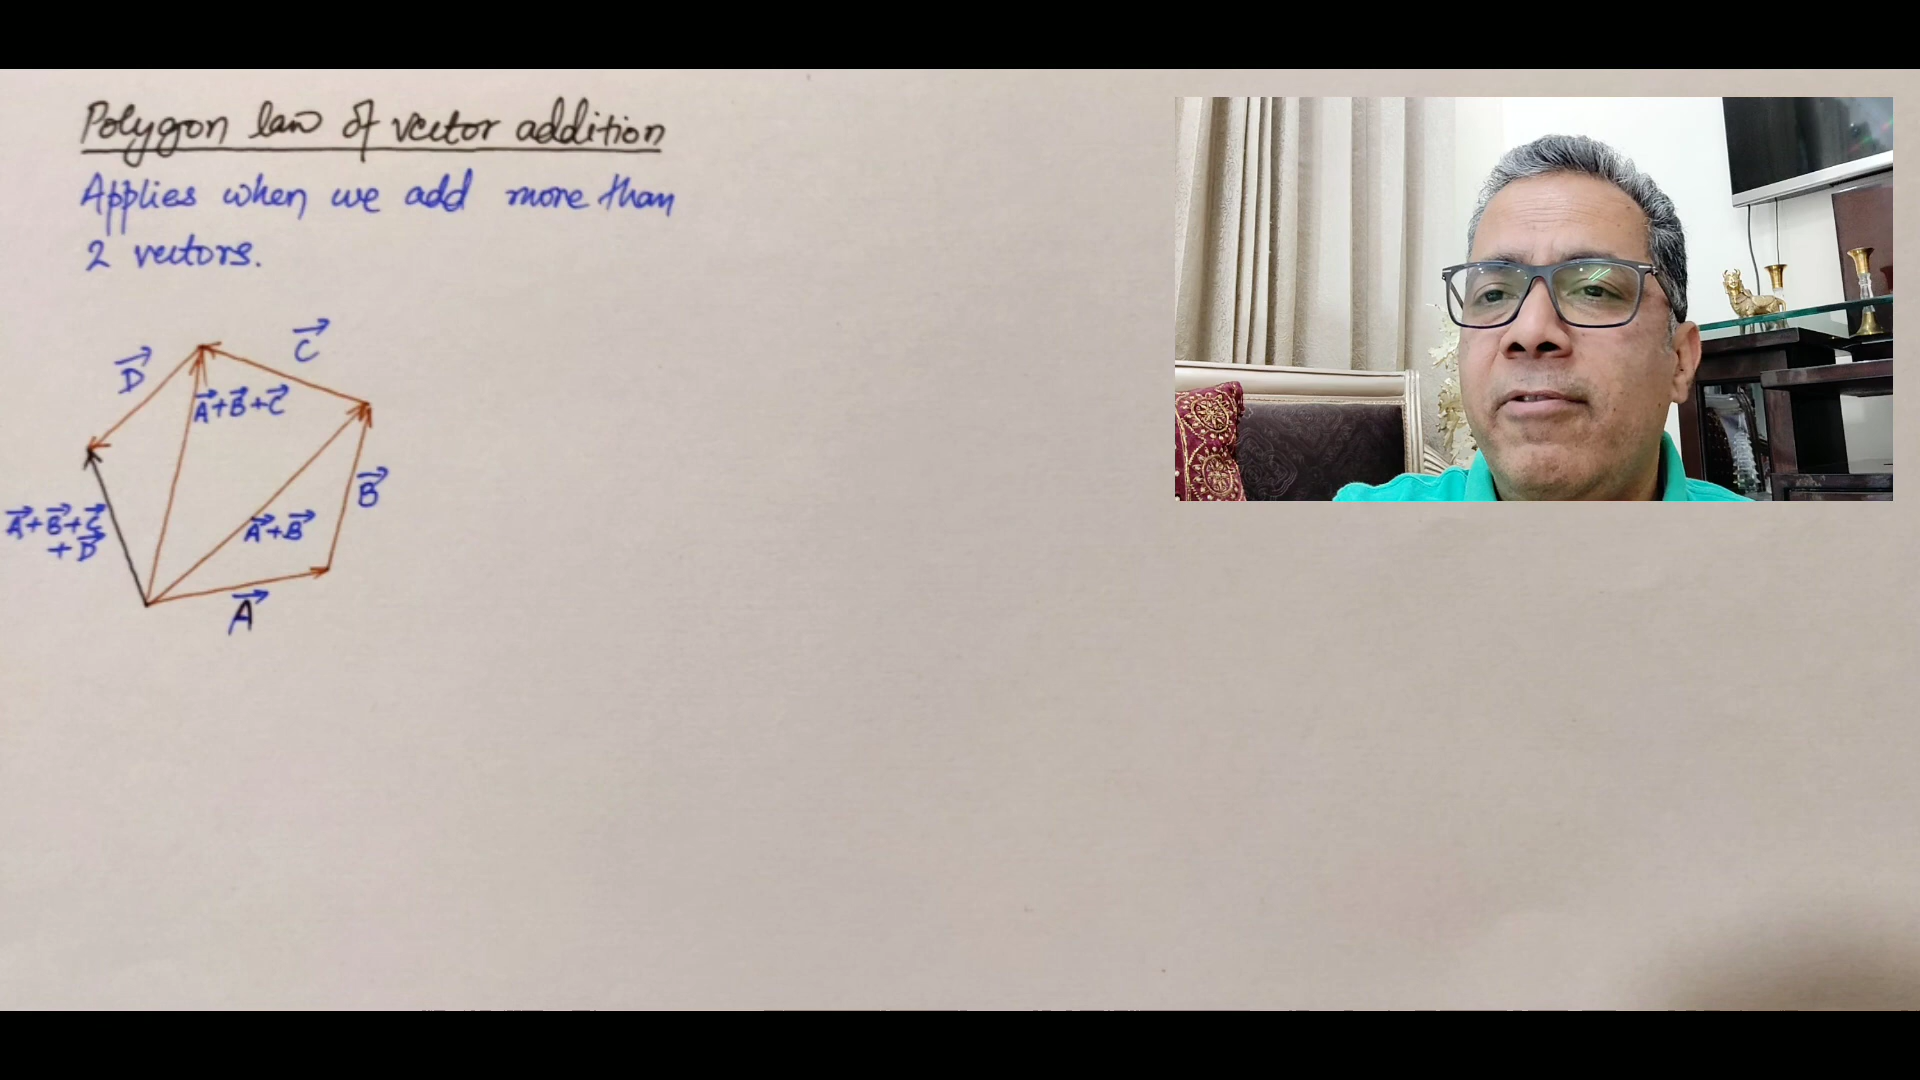 Polygon law of vector addition
Applies when we add more than
2 vectors.
C⃗
D⃗
A⃗+B⃗+C⃗
B⃗
A⃗+B⃗+C⃗
+D⃗
A⃗+B⃗
A⃗